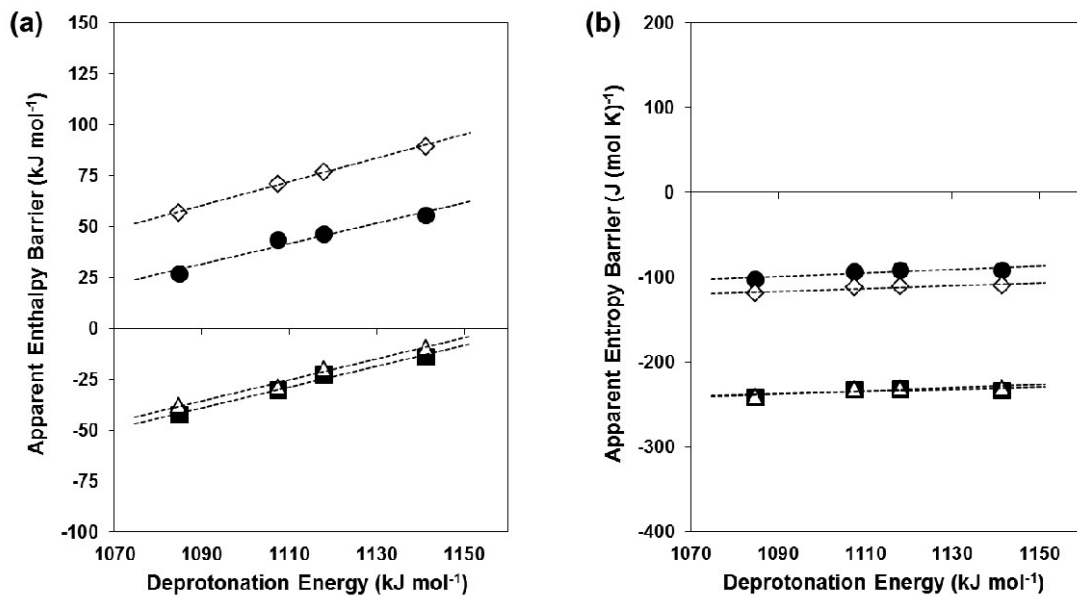 (a)
150
125
100
75
50
25
0
-25
-50
-75
-100
1070 1090 1110 1130 1150
Apparent Enthalpy Barrier (kJ mol⁻¹)
Deprotonation Energy (kJ mol⁻¹)
(b)
200
100
0
-100
-200
-300
-400
1070 1090 1110 1130 1150
Apparent Entropy Barrier (J (mol K)⁻¹)
Deprotonation Energy (kJ mol⁻¹)